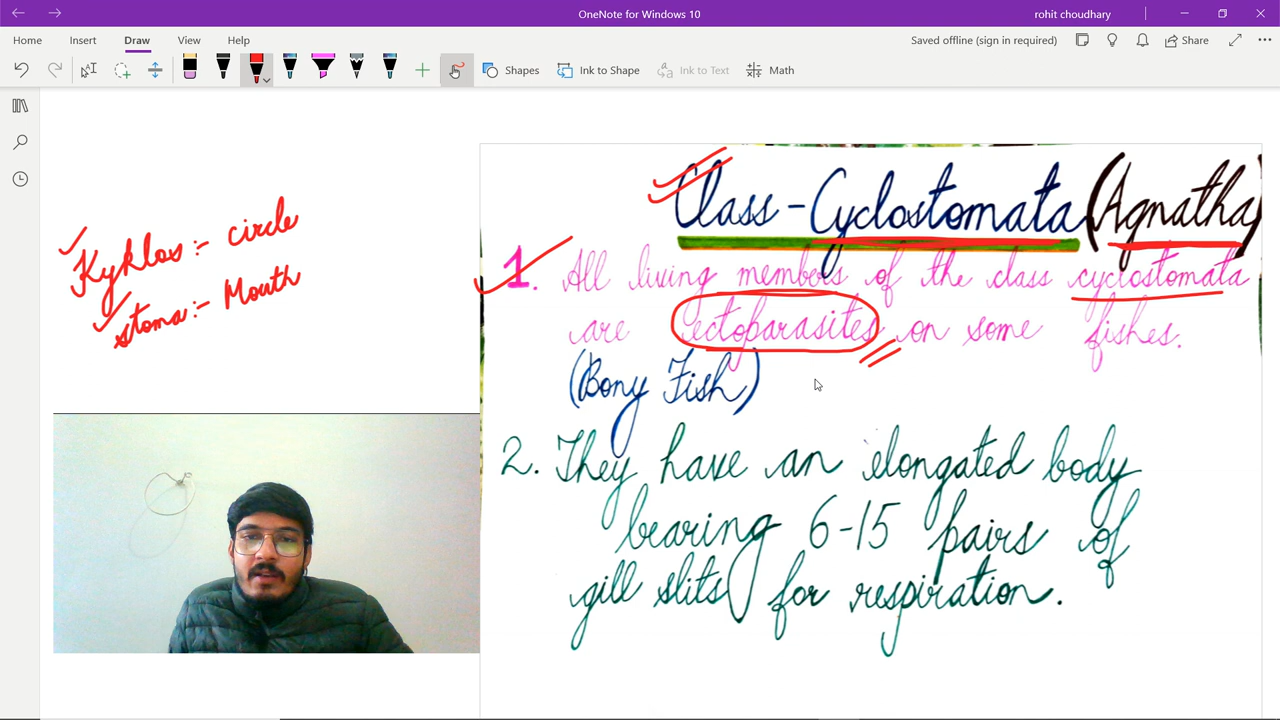 OneNote for Windows 10
rohit choudhary
Home Insert Draw View Help
Saved offline (sign in required)
Share
Shapes
Ink to Shape
Ink to Text
Math
Kyklos:- circle
stoma:- Mouth
Class-Cyclostomata (Agnatha)
1. All living members of the class cyclostomata
are ectoparasites on some fishes.
(Bony Fish)
2. They have an elongated body
bearing 6-15 pairs of
gill slits for respiration.